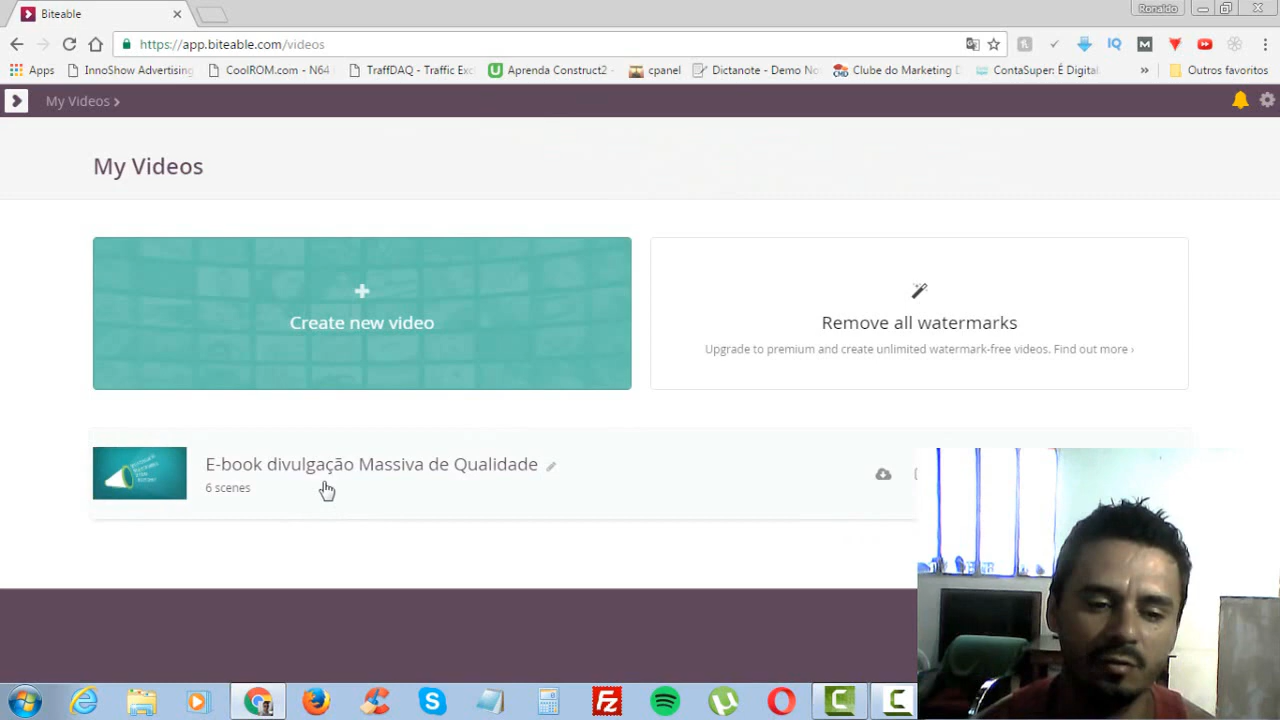 Biteable
Ronaldo
https://app.biteable.com/videos
Apps InnoShow Advertising CoolROM.com - N64 TraffDAQ - Traffic Exc Aprenda Construct2 - cpanel Dictanote - Demo No Clube do Marketing D ContaSuper: É Digital » Outros favoritos
My Videos
My Videos
Create new video
Remove all watermarks
Upgrade to premium and create unlimited watermark-free videos. Find out more ›
E-book divulgação Massiva de Qualidade
6 scenes